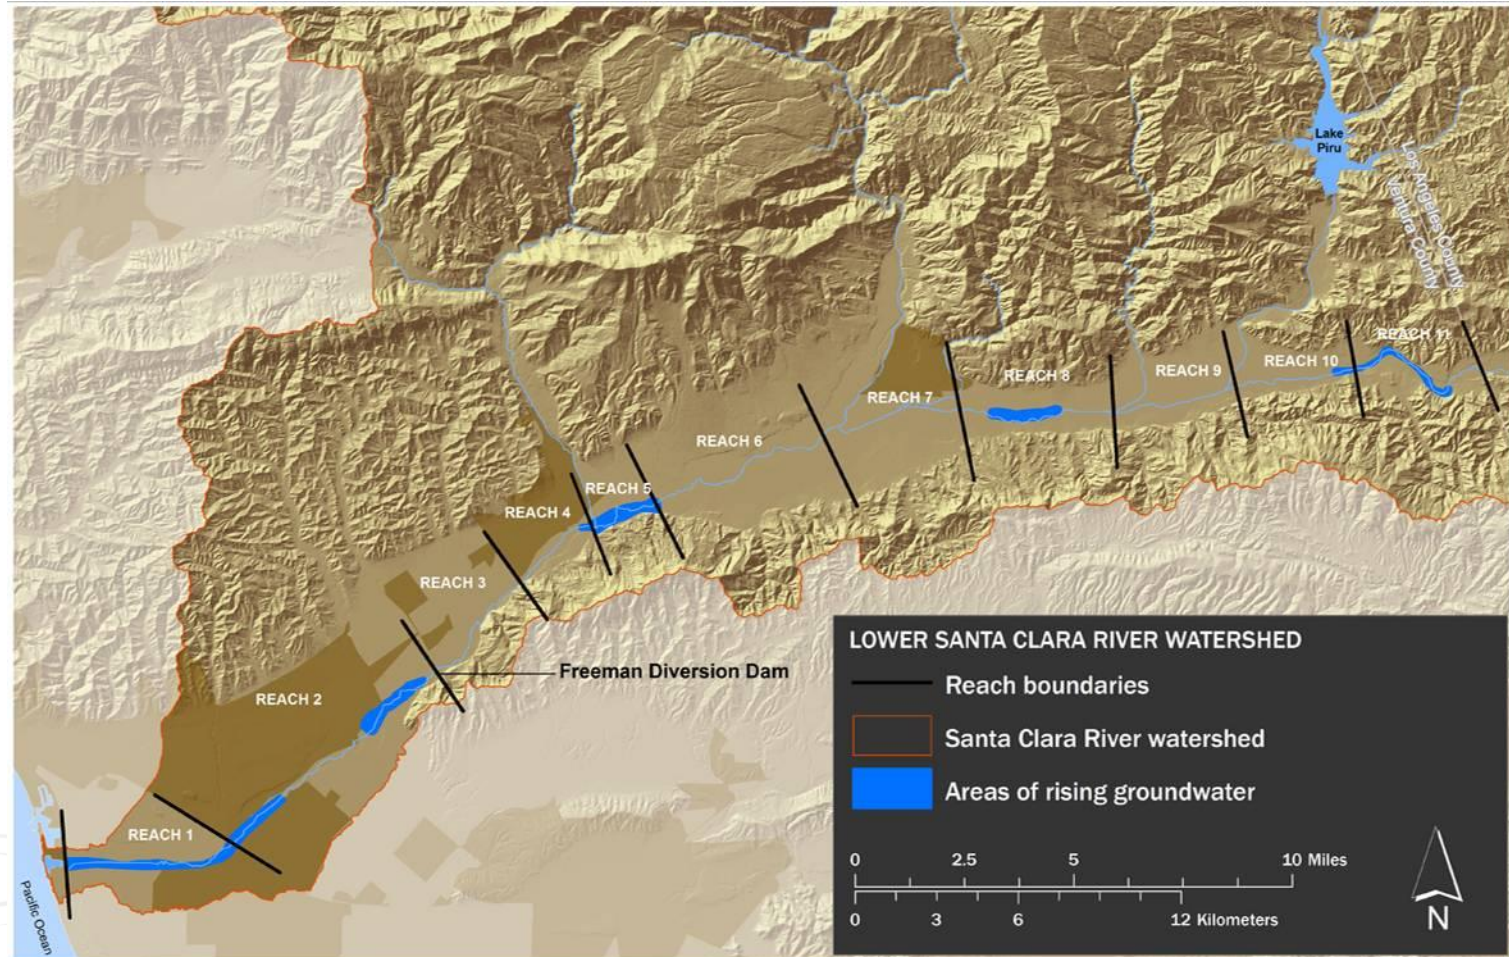 Lake
Piru
Los Angeles County
Ventura County
REACH 11
REACH 10
REACH 9
REACH 8
REACH 7
REACH 6
REACH 5
REACH 4
REACH 3
Freeman Diversion Dam
REACH 2
REACH 1
Pacific Ocean
LOWER SANTA CLARA RIVER WATERSHED
Reach boundaries
Santa Clara River watershed
Areas of rising groundwater
0 2.5 5 10 Miles
0 3 6 12 Kilometers
N